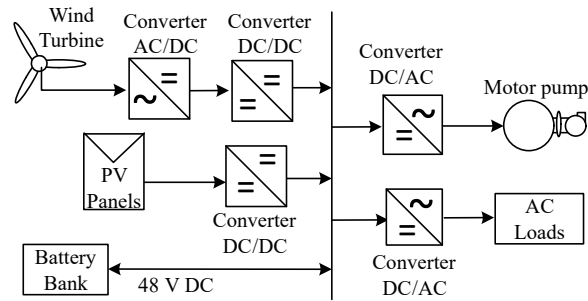 Wind
Turbine
Converter
AC/DC
Converter
DC/DC
Converter
DC/AC
Motor pump
PV
Panels
Converter
DC/DC
AC
Loads
Converter
DC/AC
Battery
Bank
48 V DC